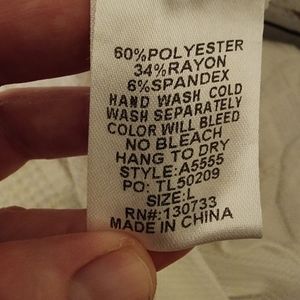 60%POLYESTER
34%RAYON
6%SPANDEX
HAND WASH COLD
WASH SEPARATELY
COLOR WILL BLEED
NO BLEACH
HANG TO DRY
STYLE: A5555
PO: TL50209
SIZE:L
RN#:130733
MADE IN CHINA